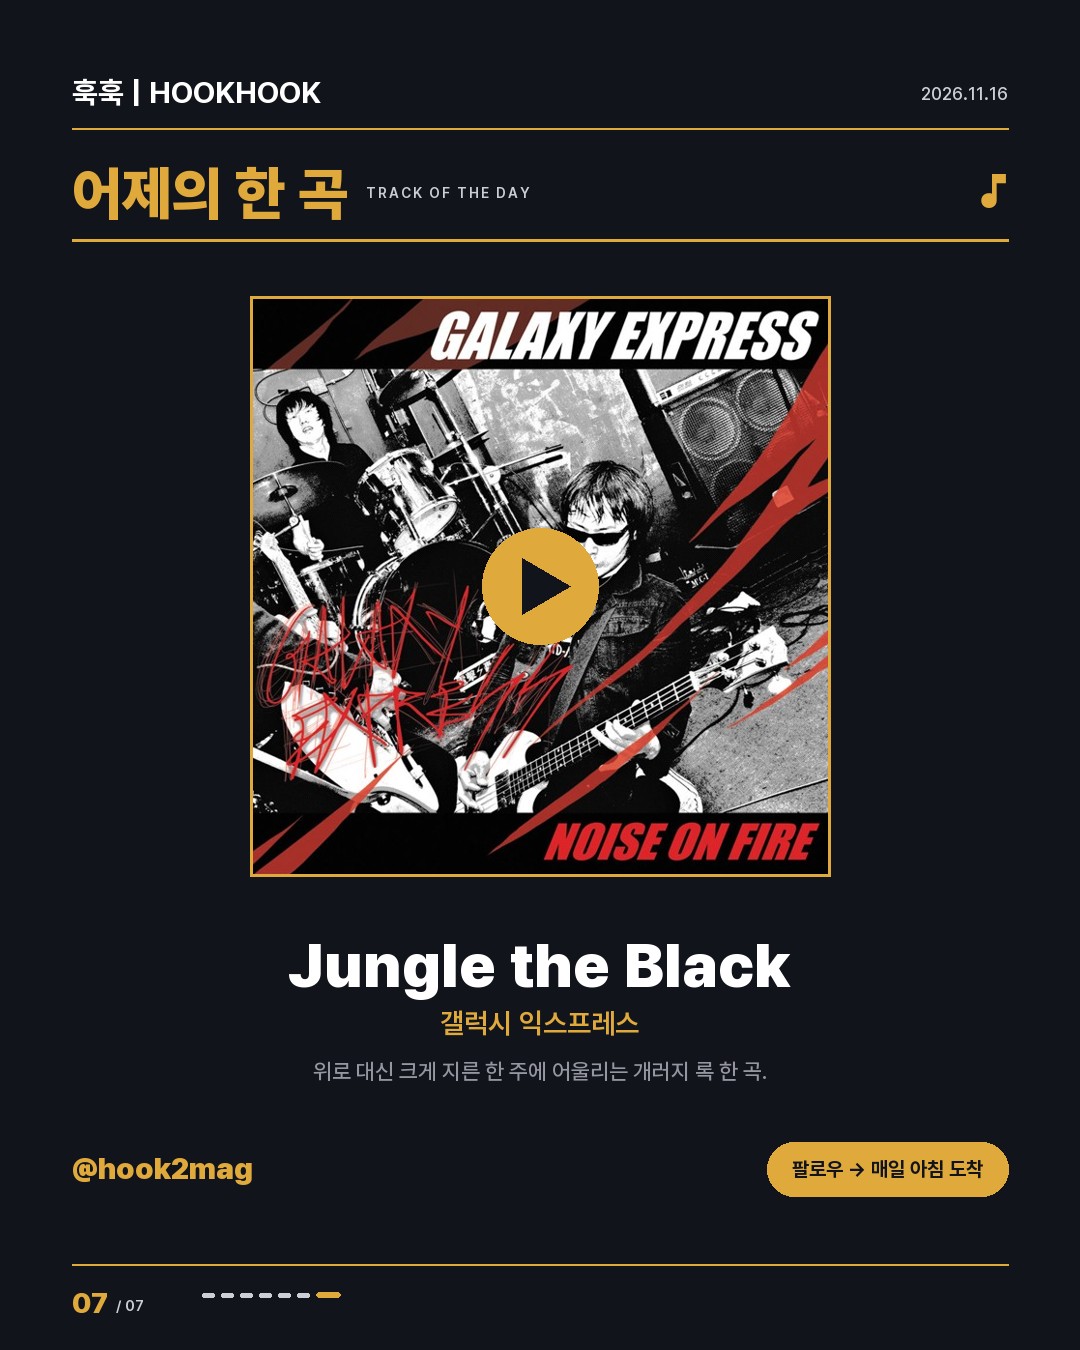 훅훅 | HOOKHOOK
2026.11.16
어제의 한 곡 TRACK OF THE DAY
GALAXY EXPRESS
GALAXY
EXPRESS
NOISE ON FIRE
Jungle the Black
갤럭시 익스프레스
위로 대신 크게 지른 한 주에 어울리는 개러지 록 한 곡.
@hook2mag
팔로우 → 매일 아침 도착
07 / 07